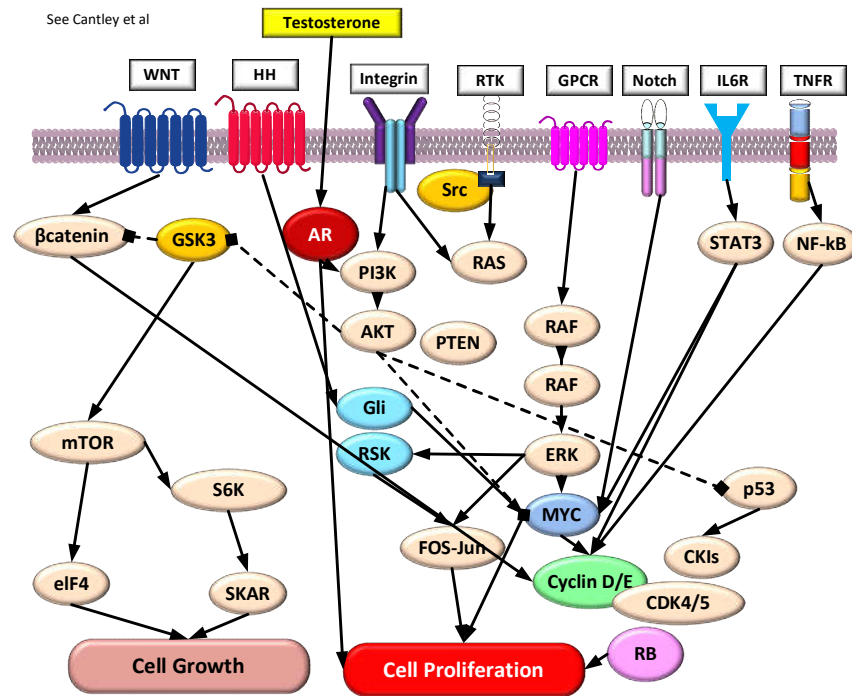 See Cantley et al
Testosterone
WNT
HH
Integrin
RTK
GPCR
Notch
IL6R
TNFR
Src
βcatenin
GSK3
AR
PI3K
RAS
STAT3
NF-kB
AKT
PTEN
RAF
RAF
Gli
mTOR
RSK
ERK
S6K
p53
MYC
FOS-Jun
CKIs
eIF4
SKAR
Cyclin D/E
CDK4/5
Cell Growth
Cell Proliferation
RB